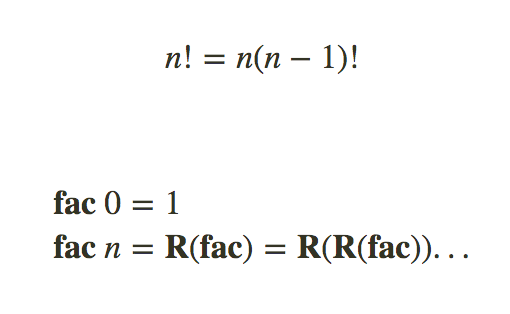 n! = n(n − 1)!
fac 0 = 1
fac n = R(fac) = R(R(fac))...